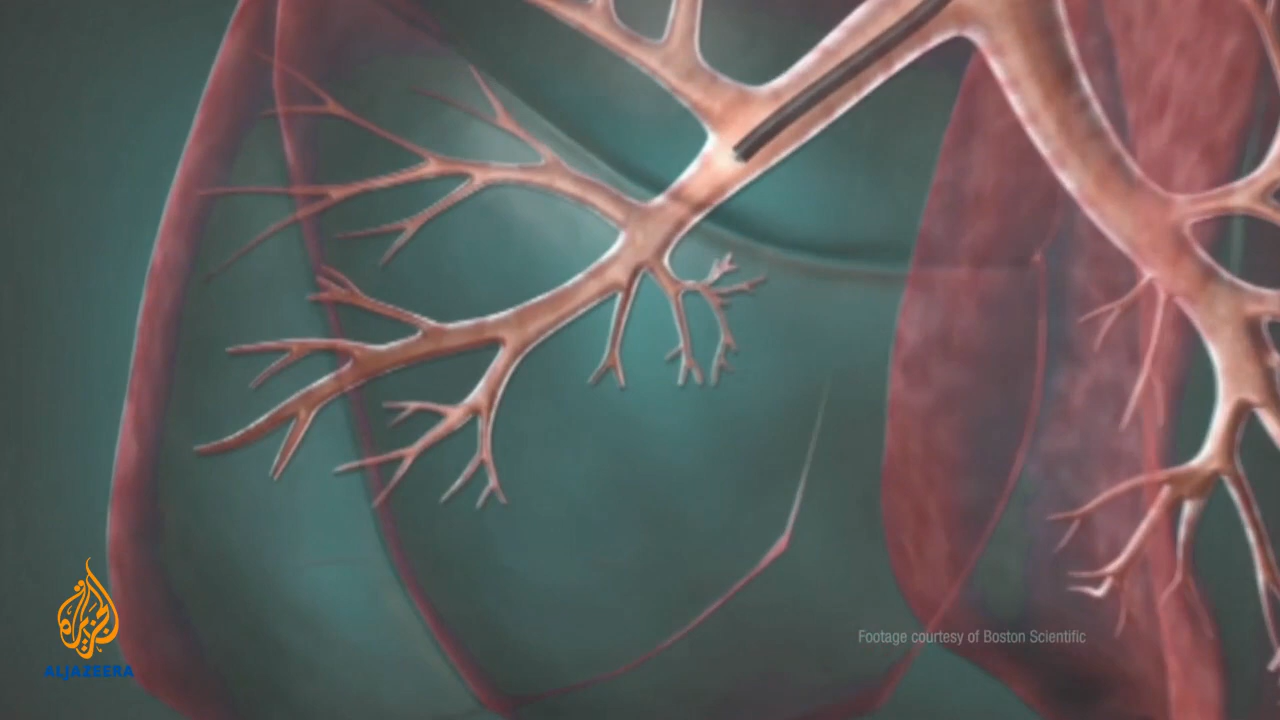 الجزيرة
ALJAZEERA
Footage courtesy of Boston Scientific